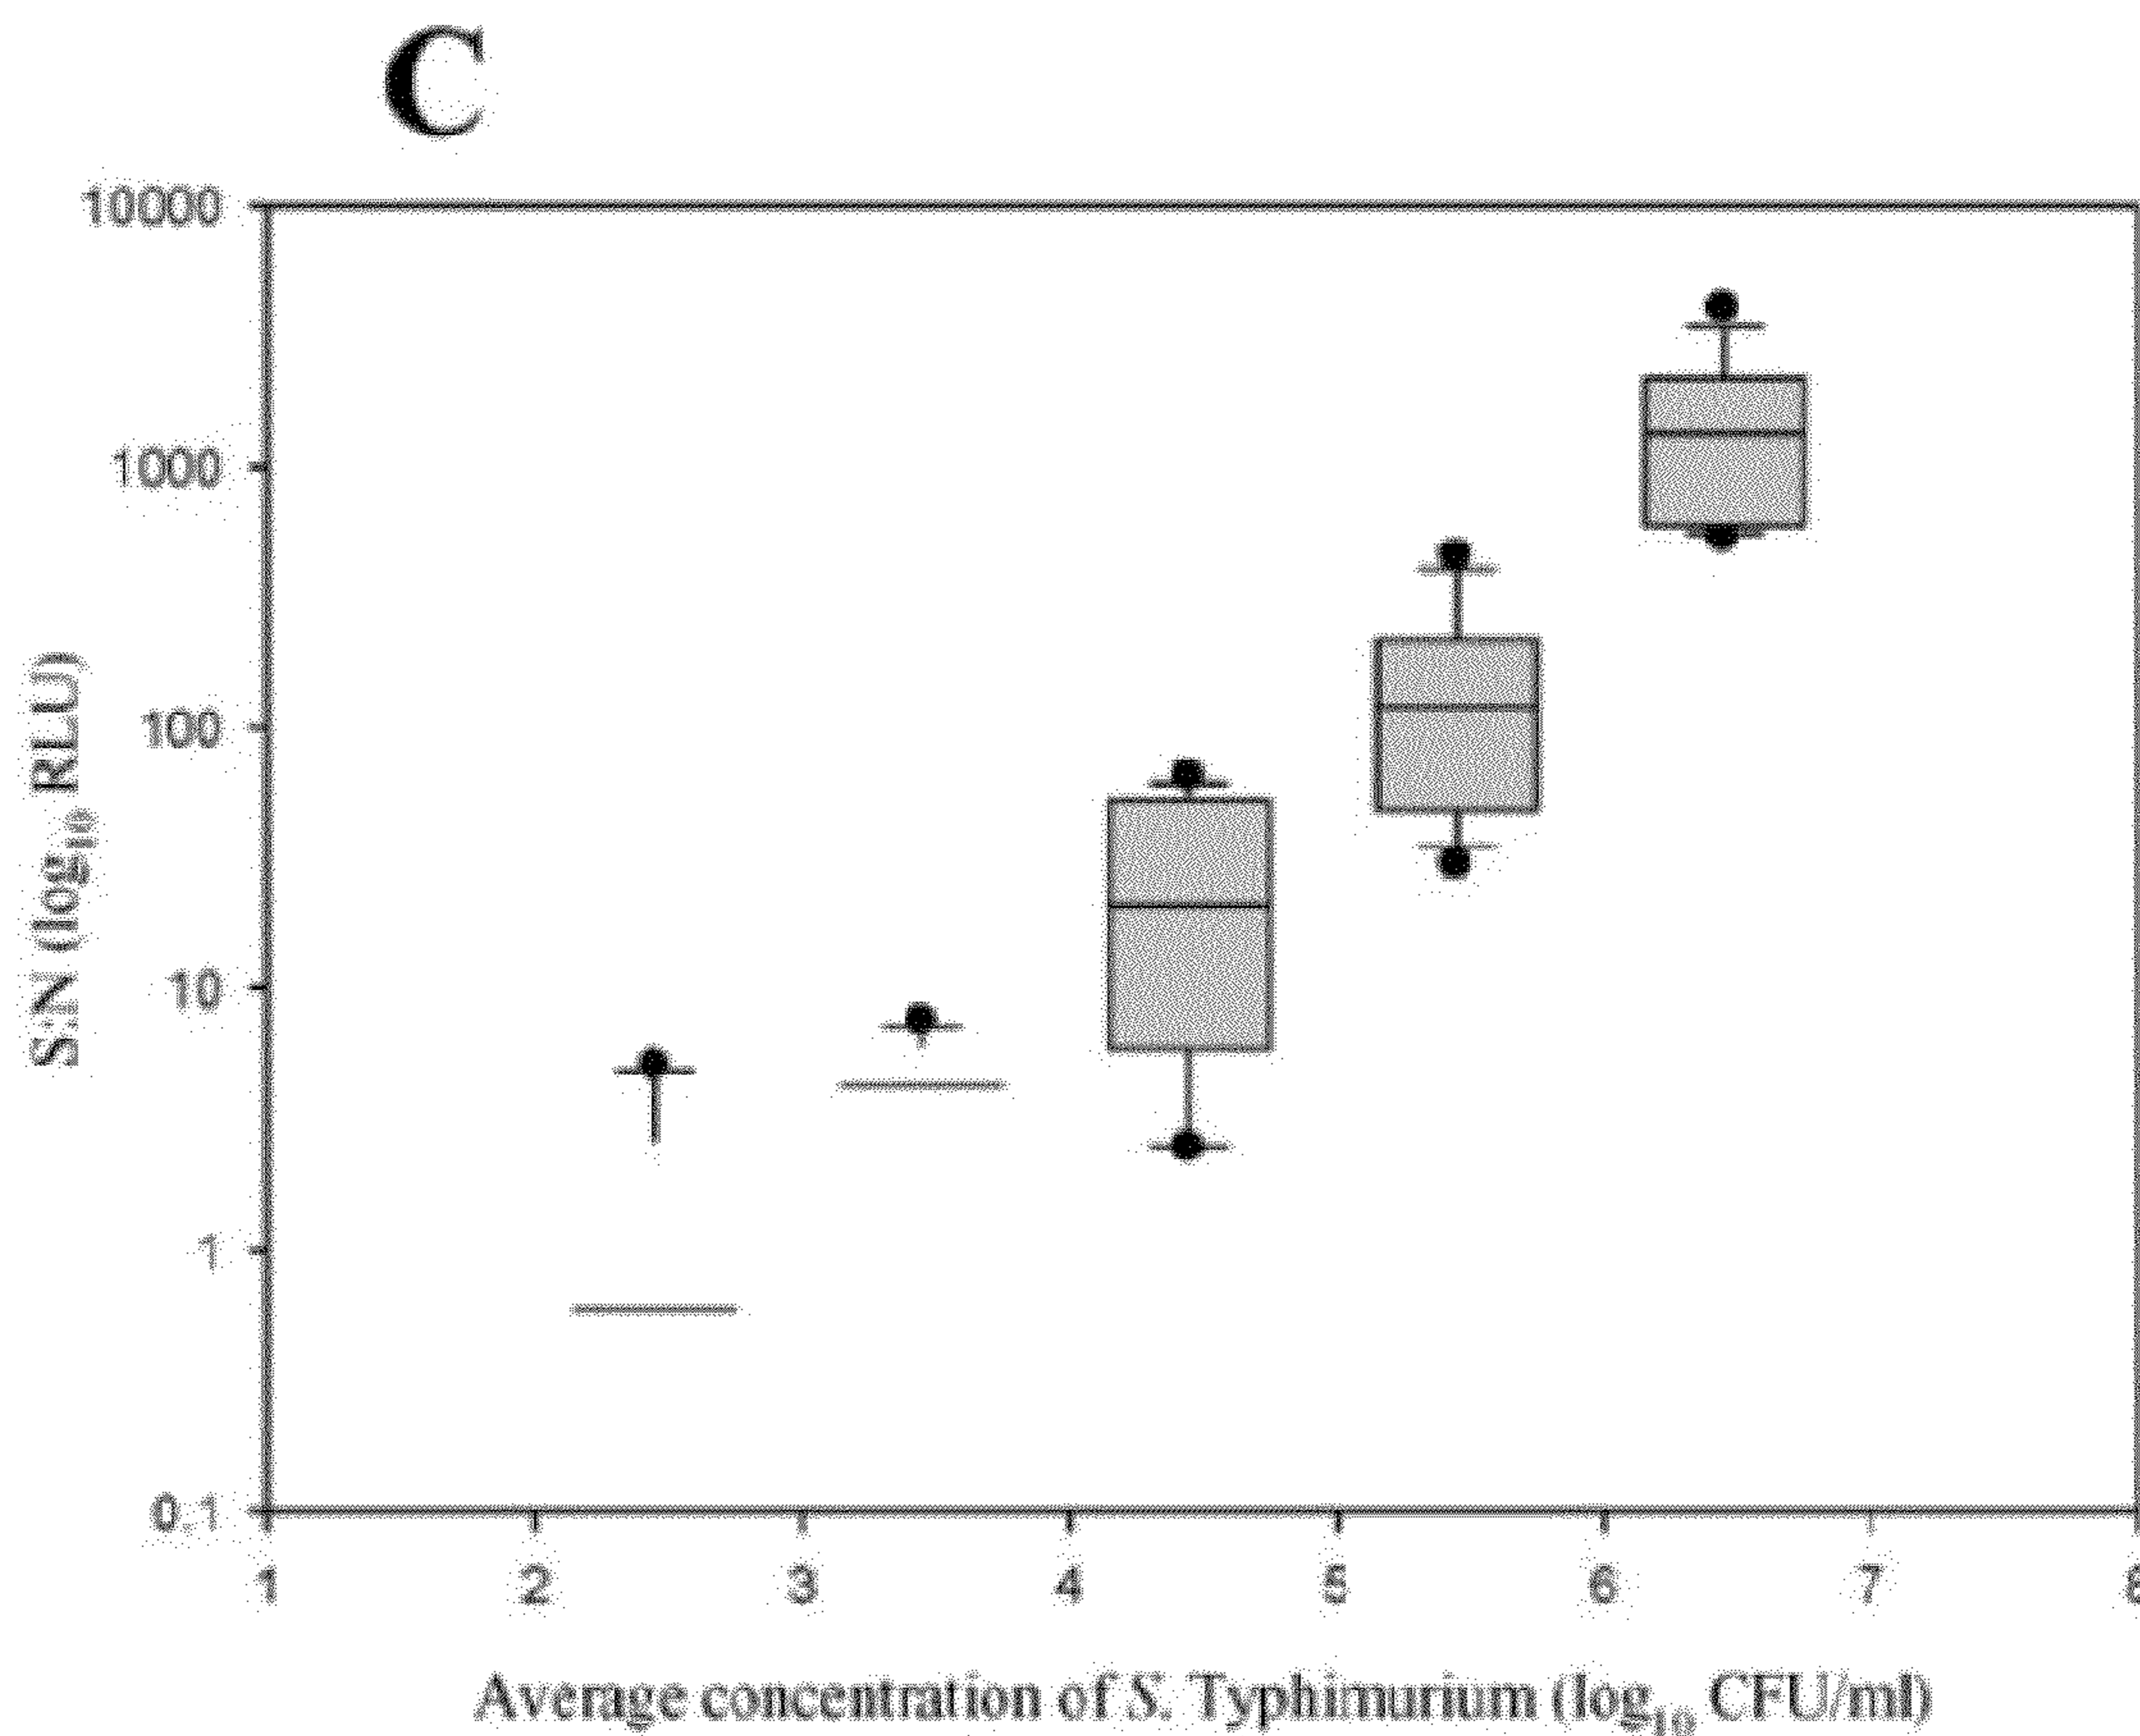 C
10000
1000
100
10
1
0.1
S:N (log10 RLU)
1 2 3 4 5 6 7 8
Average concentration of S. Typhimurium (log10 CFU/ml)